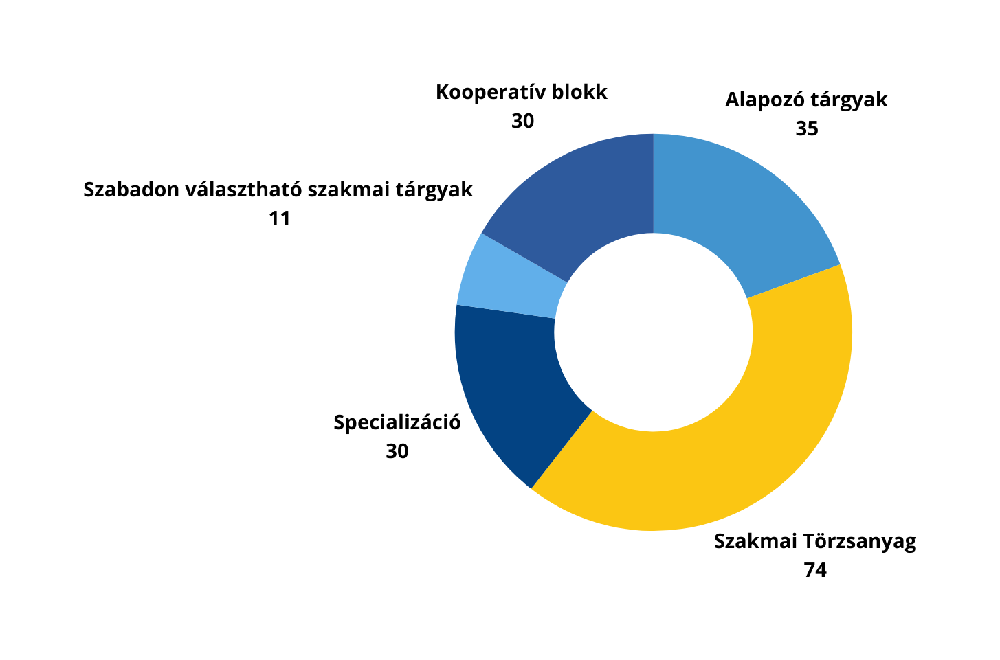 Kooperatív blokk
30
Alapozó tárgyak
35
Szabadon választható szakmai tárgyak
11
Specializáció
30
Szakmai Törzsanyag
74